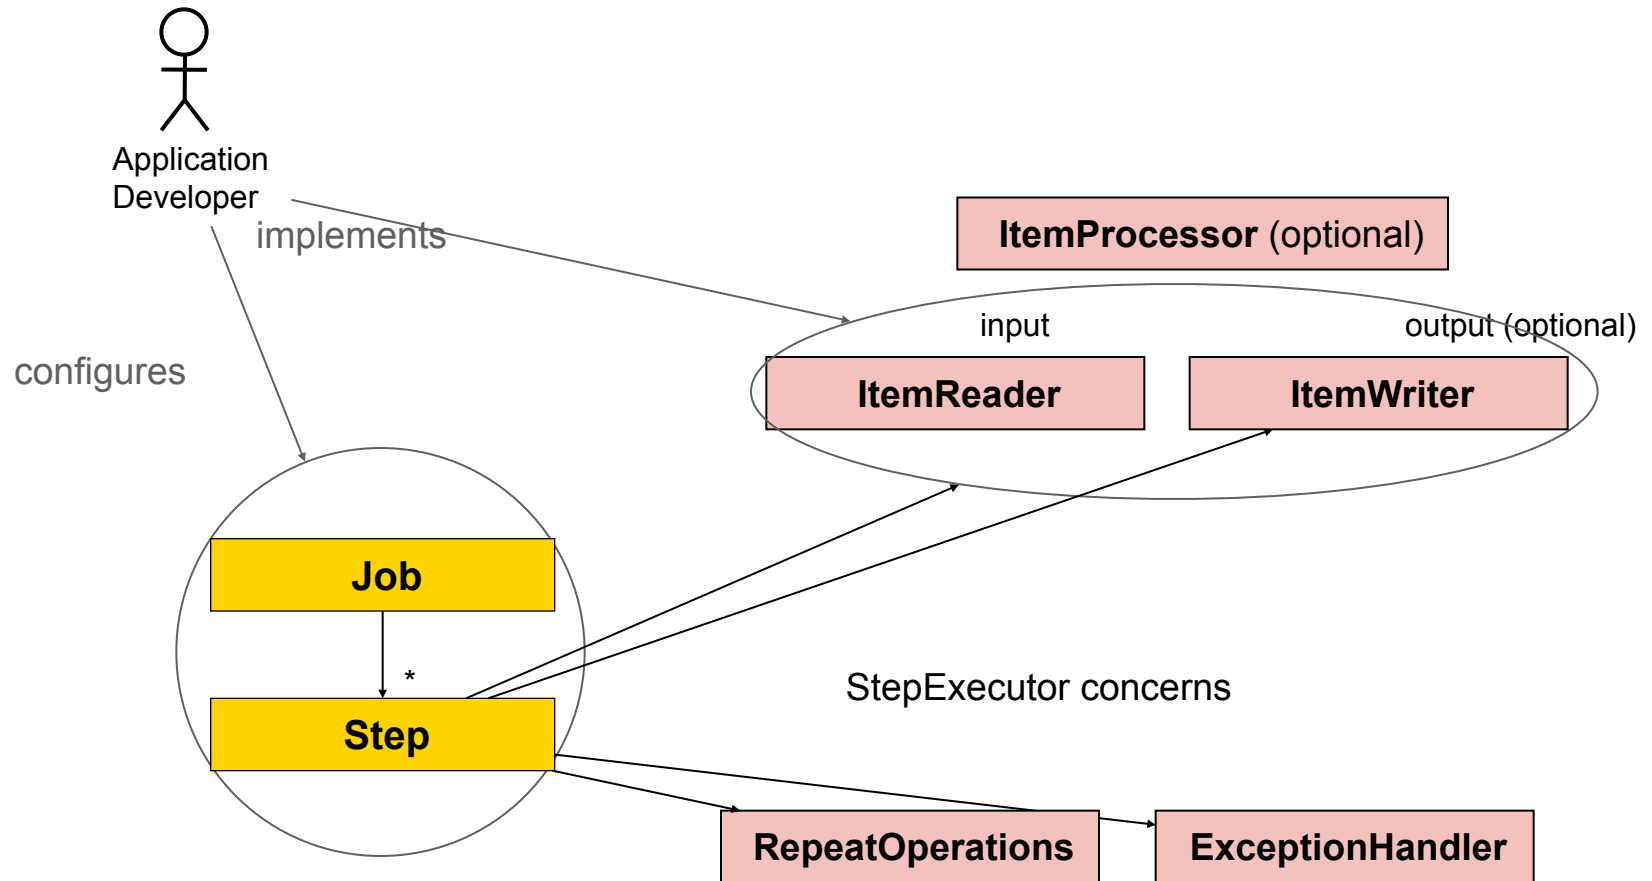 Application
Developer
implements
ItemProcessor (optional)
input
output (optional)
configures
ItemReader
ItemWriter
Job
*
StepExecutor concerns
Step
RepeatOperations
ExceptionHandler